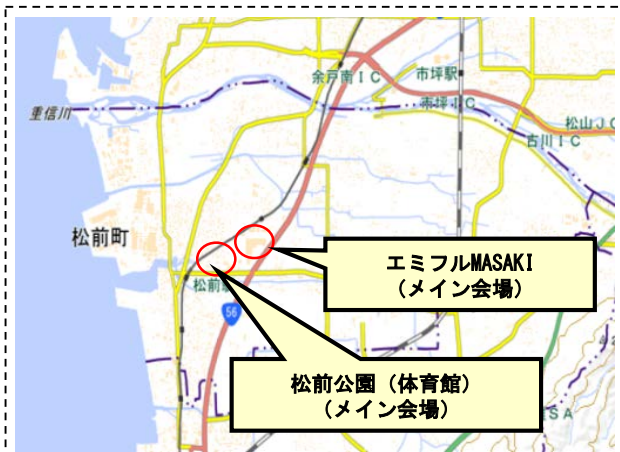 余戸南IC
市坪駅
市坪IC
重信川
松山JC
古川IC
松前町
エミフルMASAKI
(メイン会場)
松前
56
松前公園(体育館)
(メイン会場)
SA